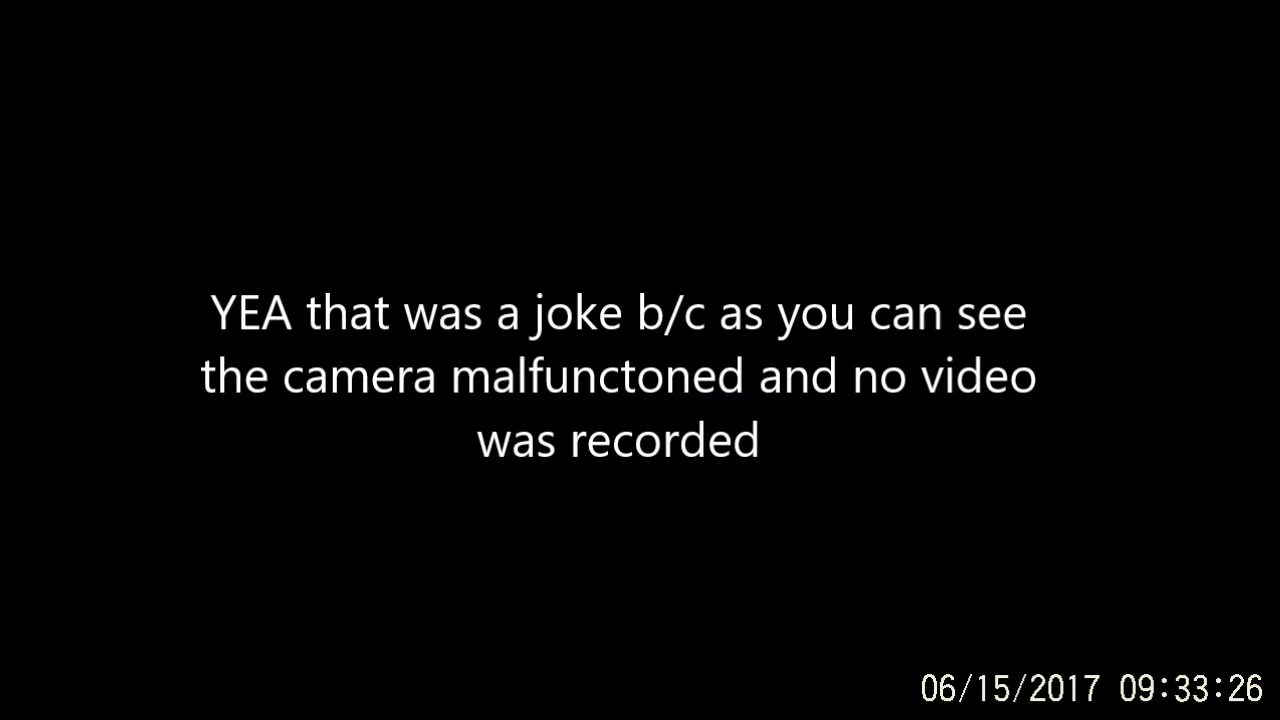 YEA that was a joke b/c as you can see
the camera malfunctoned and no video
was recorded
06/15/2017 09:33:26